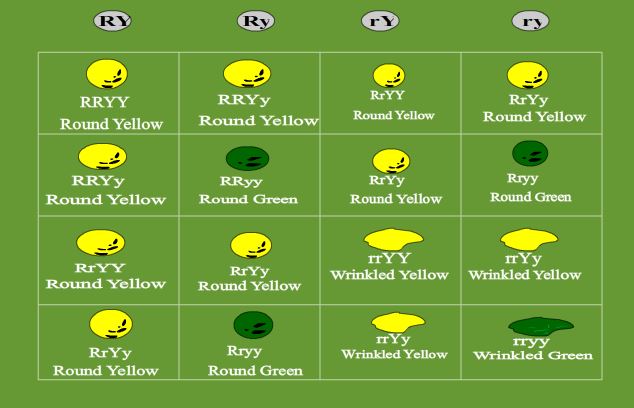 RY Ry rY ry
RRYY RRYy RrYY RrYy
Round Yellow Round Yellow Round Yellow Round Yellow
RRYy RRyy RrYy Rryy
Round Yellow Round Green Round Yellow Round Green
RrYY RrYy rrYY rrYy
Round Yellow Round Yellow Wrinkled Yellow Wrinkled Yellow
RrYy Rryy rrYy rryy
Round Yellow Round Green Wrinkled Yellow Wrinkled Green